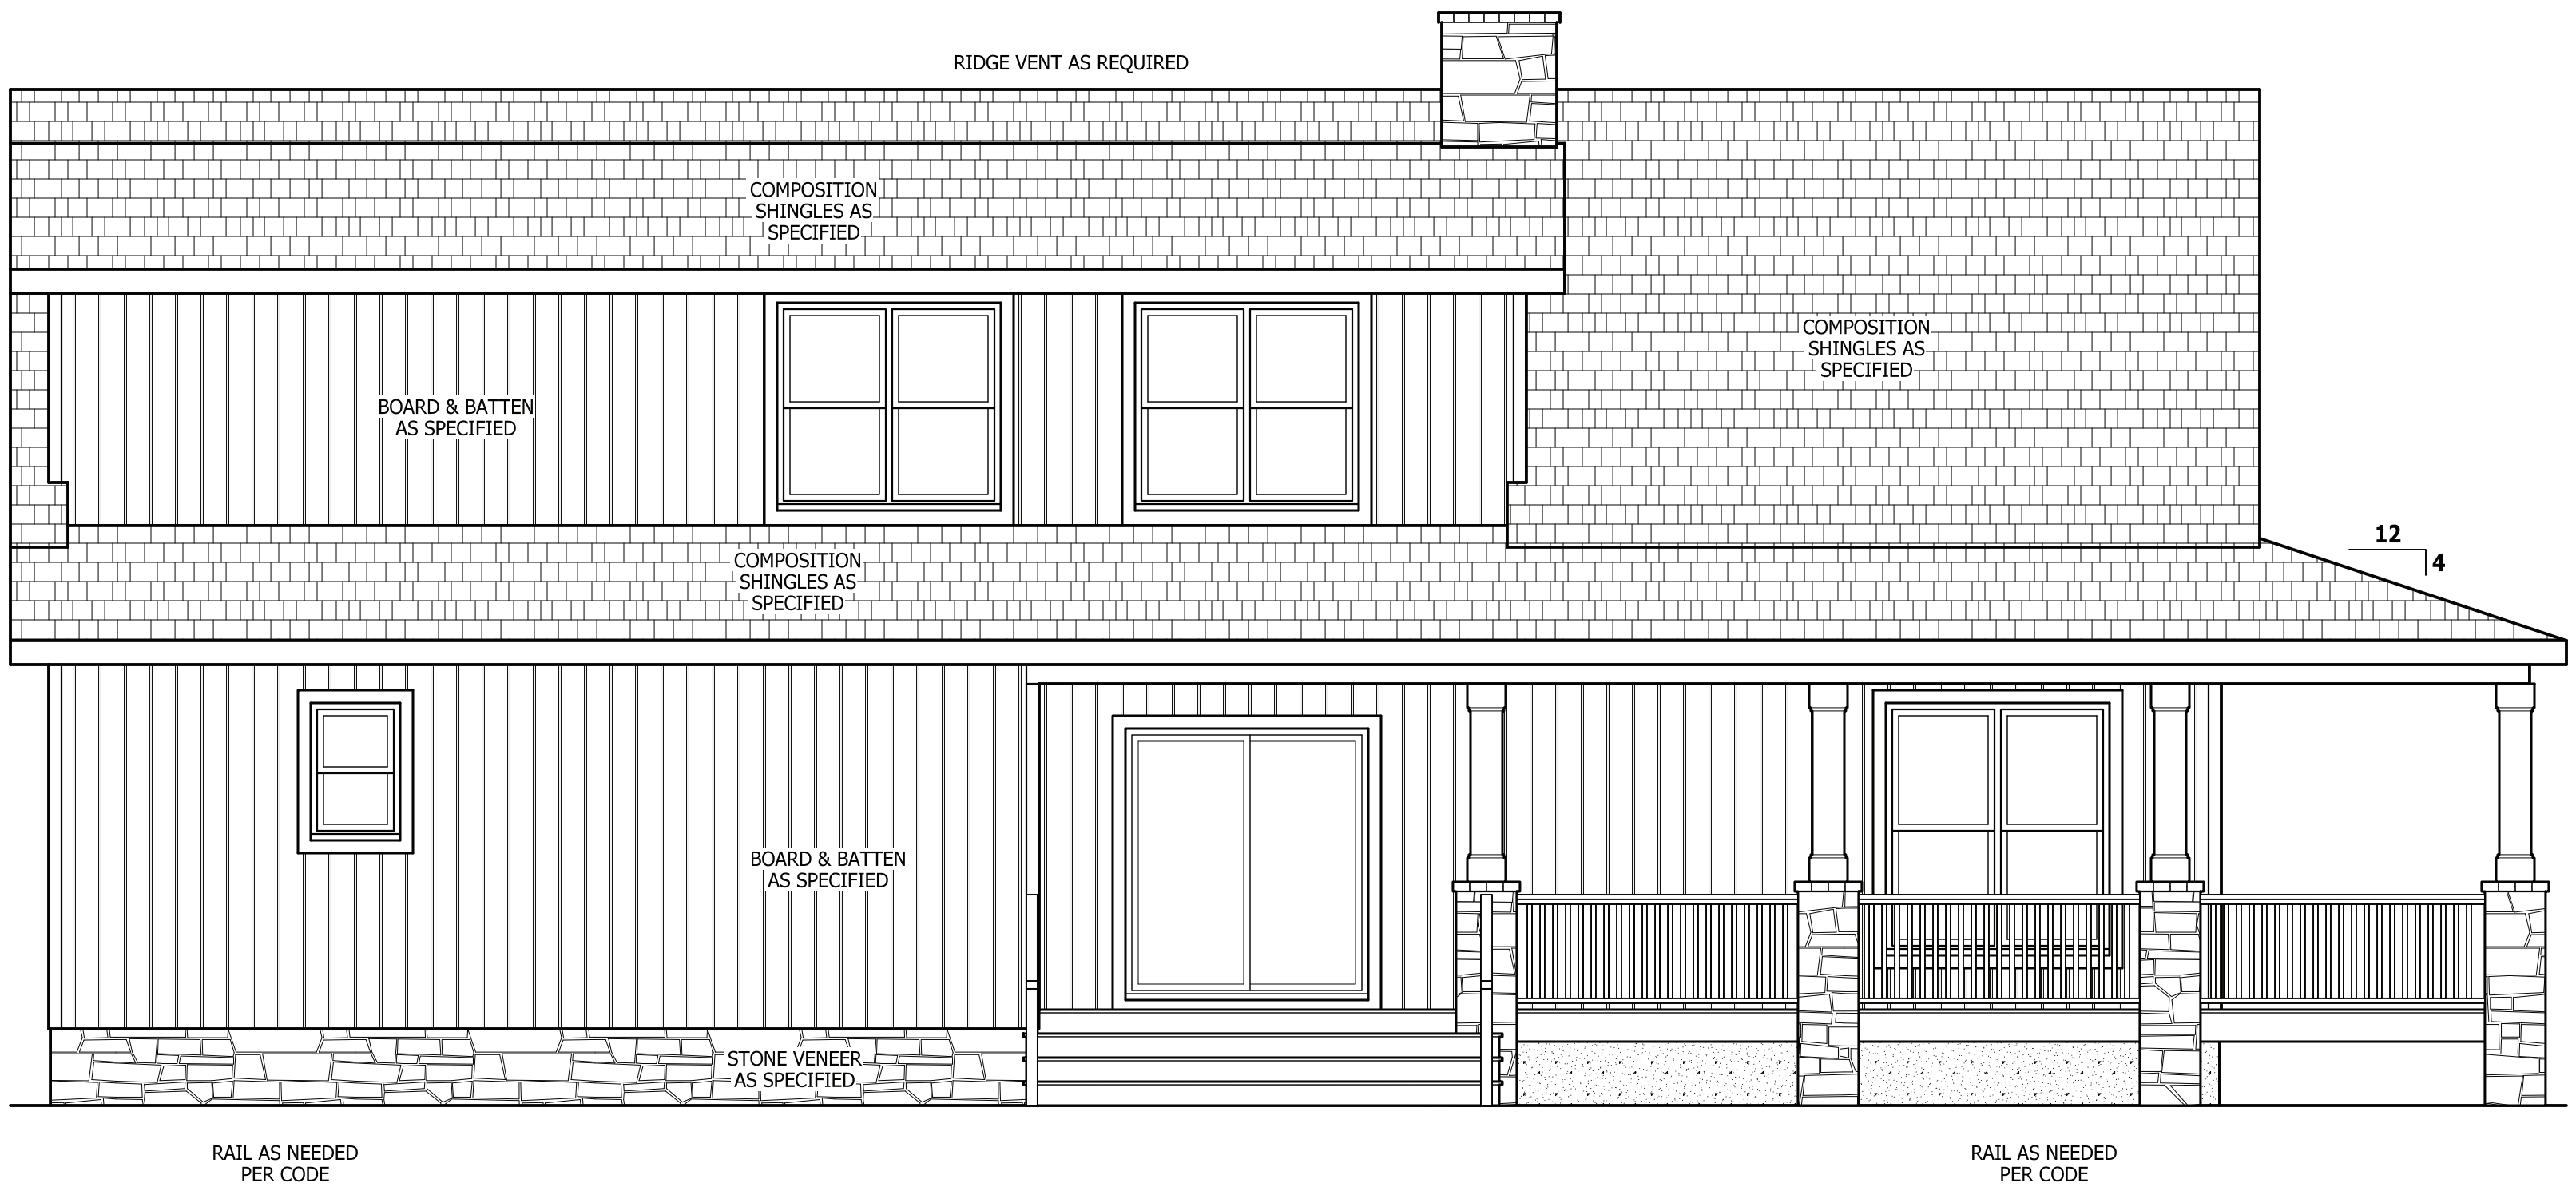 RIDGE VENT AS REQUIRED
COMPOSITION
SHINGLES AS
SPECIFIED
COMPOSITION
SHINGLES AS
SPECIFIED
BOARD & BATTEN
AS SPECIFIED
12
4
COMPOSITION
SHINGLES AS
SPECIFIED
BOARD & BATTEN
AS SPECIFIED
STONE VENEER
AS SPECIFIED
RAIL AS NEEDED
PER CODE
RAIL AS NEEDED
PER CODE